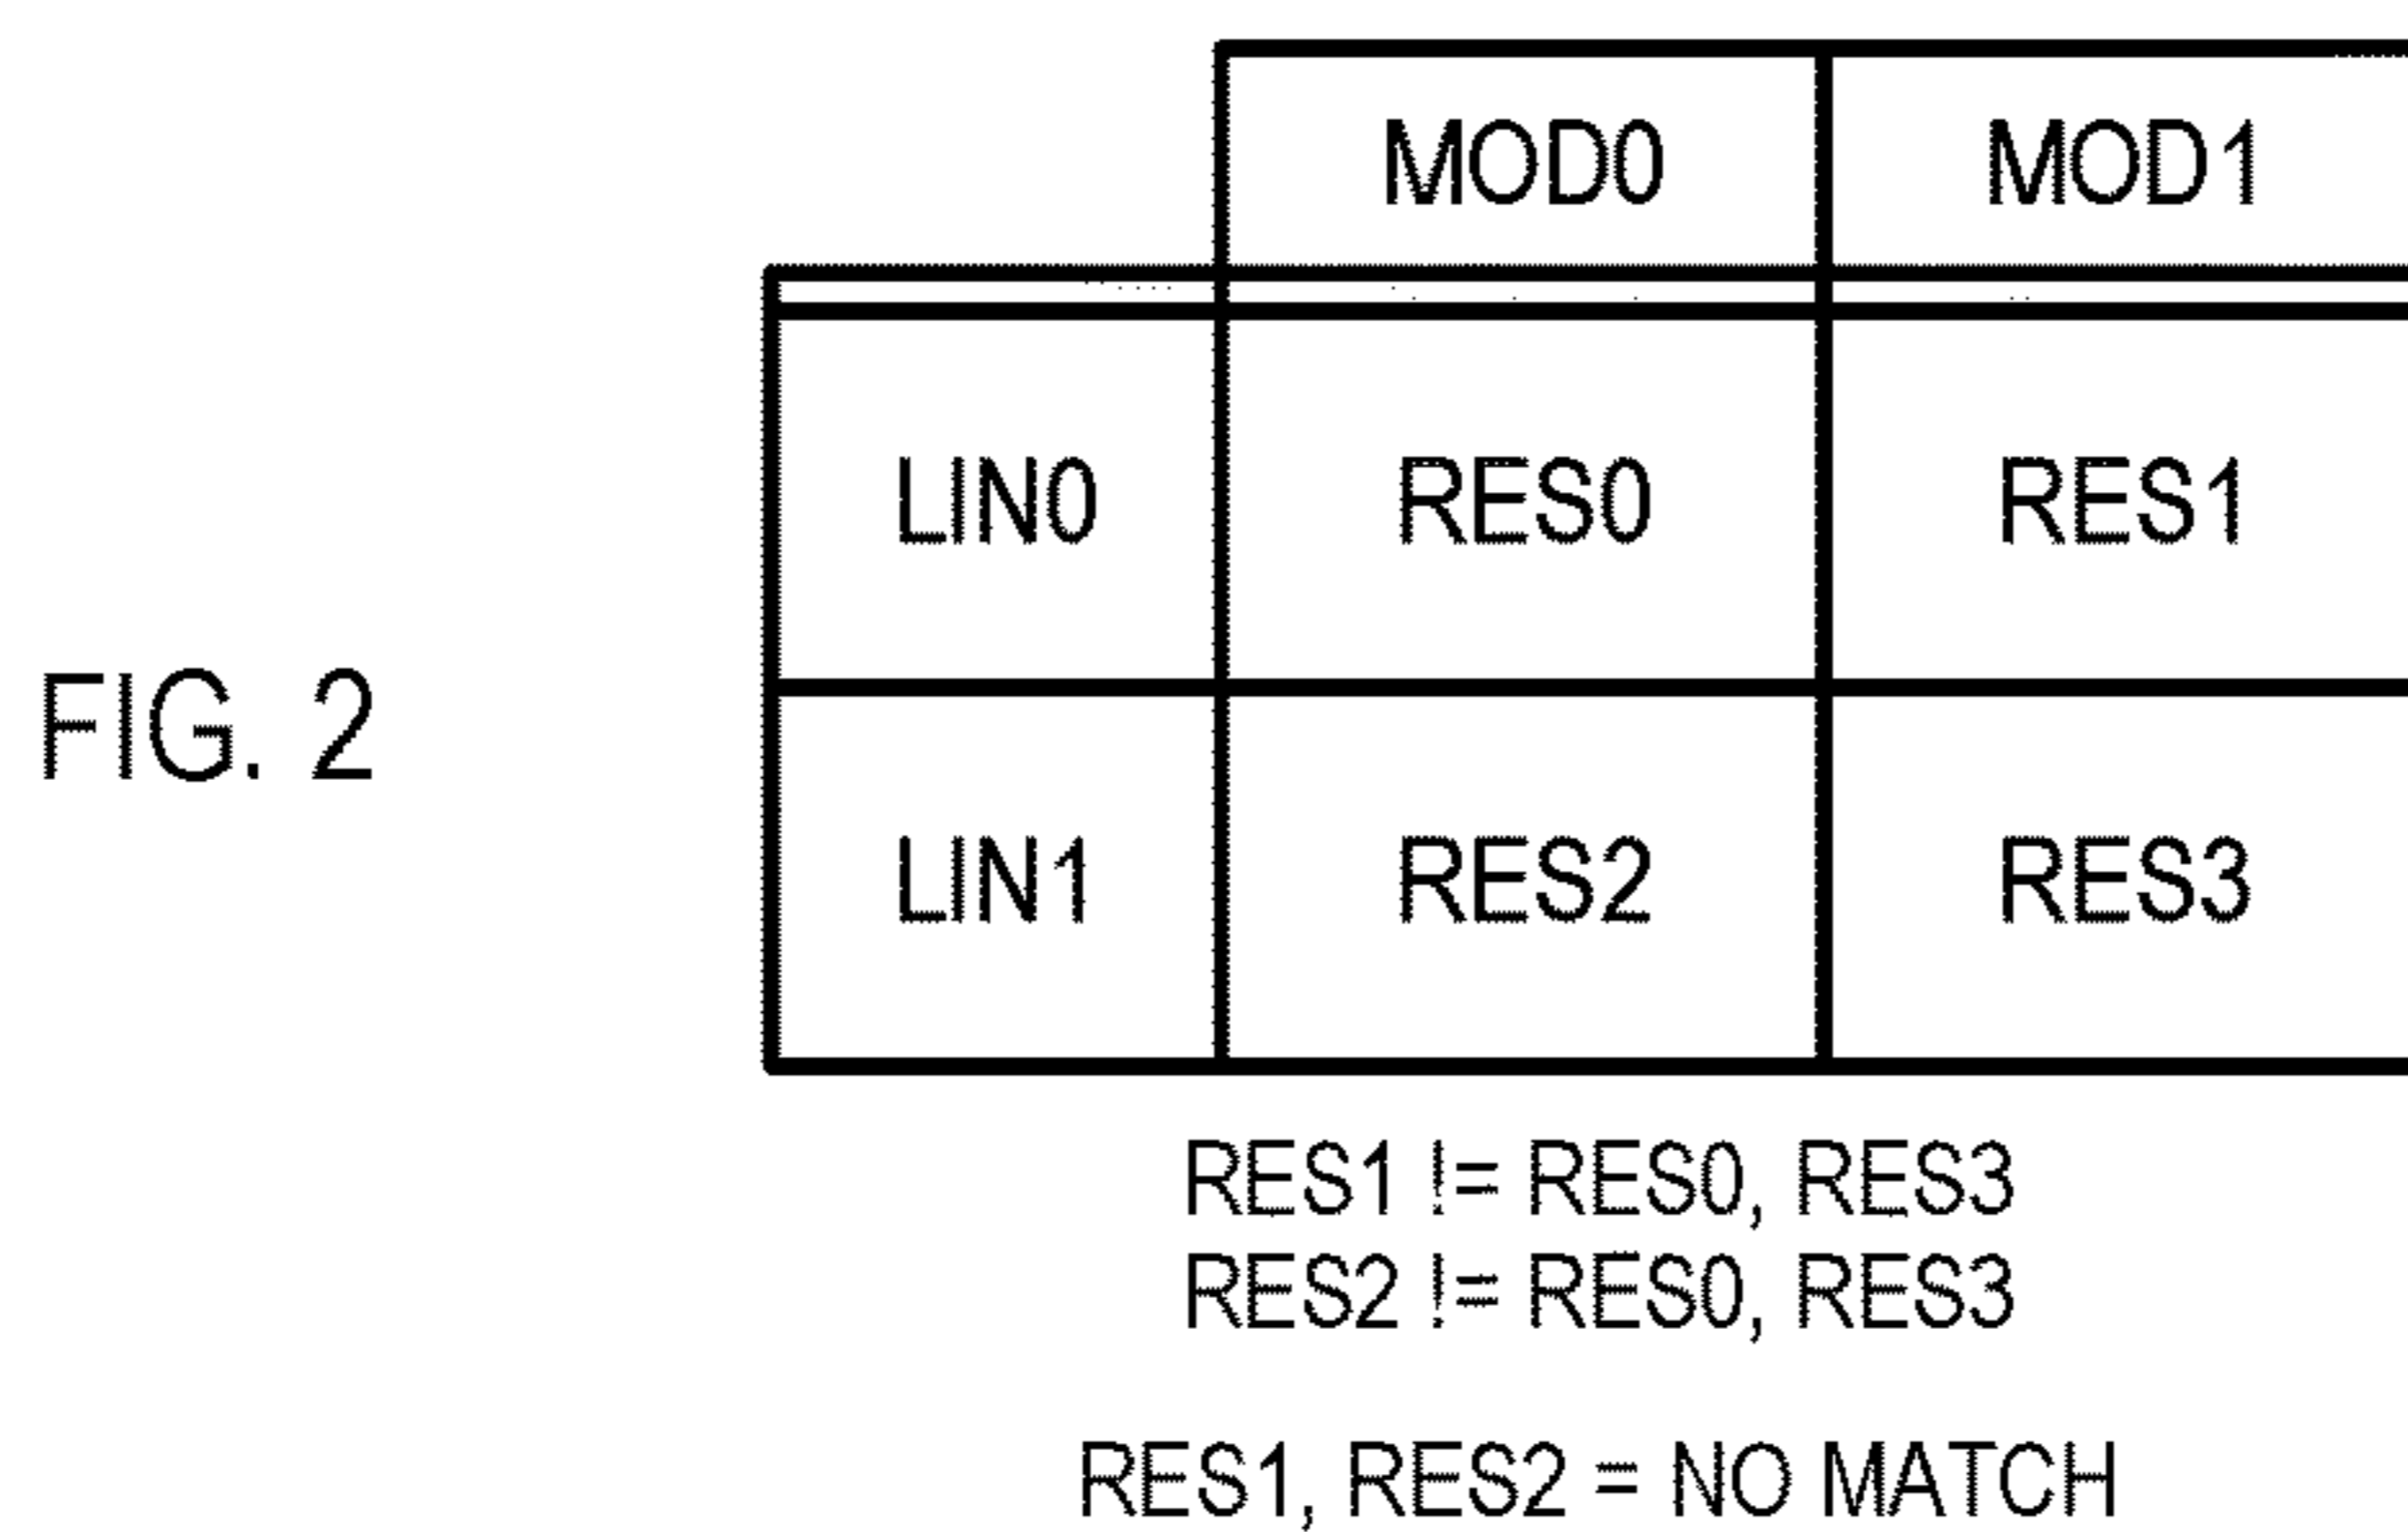 MOD0 MOD1
LIN0 RES0 RES1
FIG. 2
LIN1 RES2 RES3
RES1 != RES0, RES3
RES2 != RES0, RES3
RES1, RES2 = NO MATCH